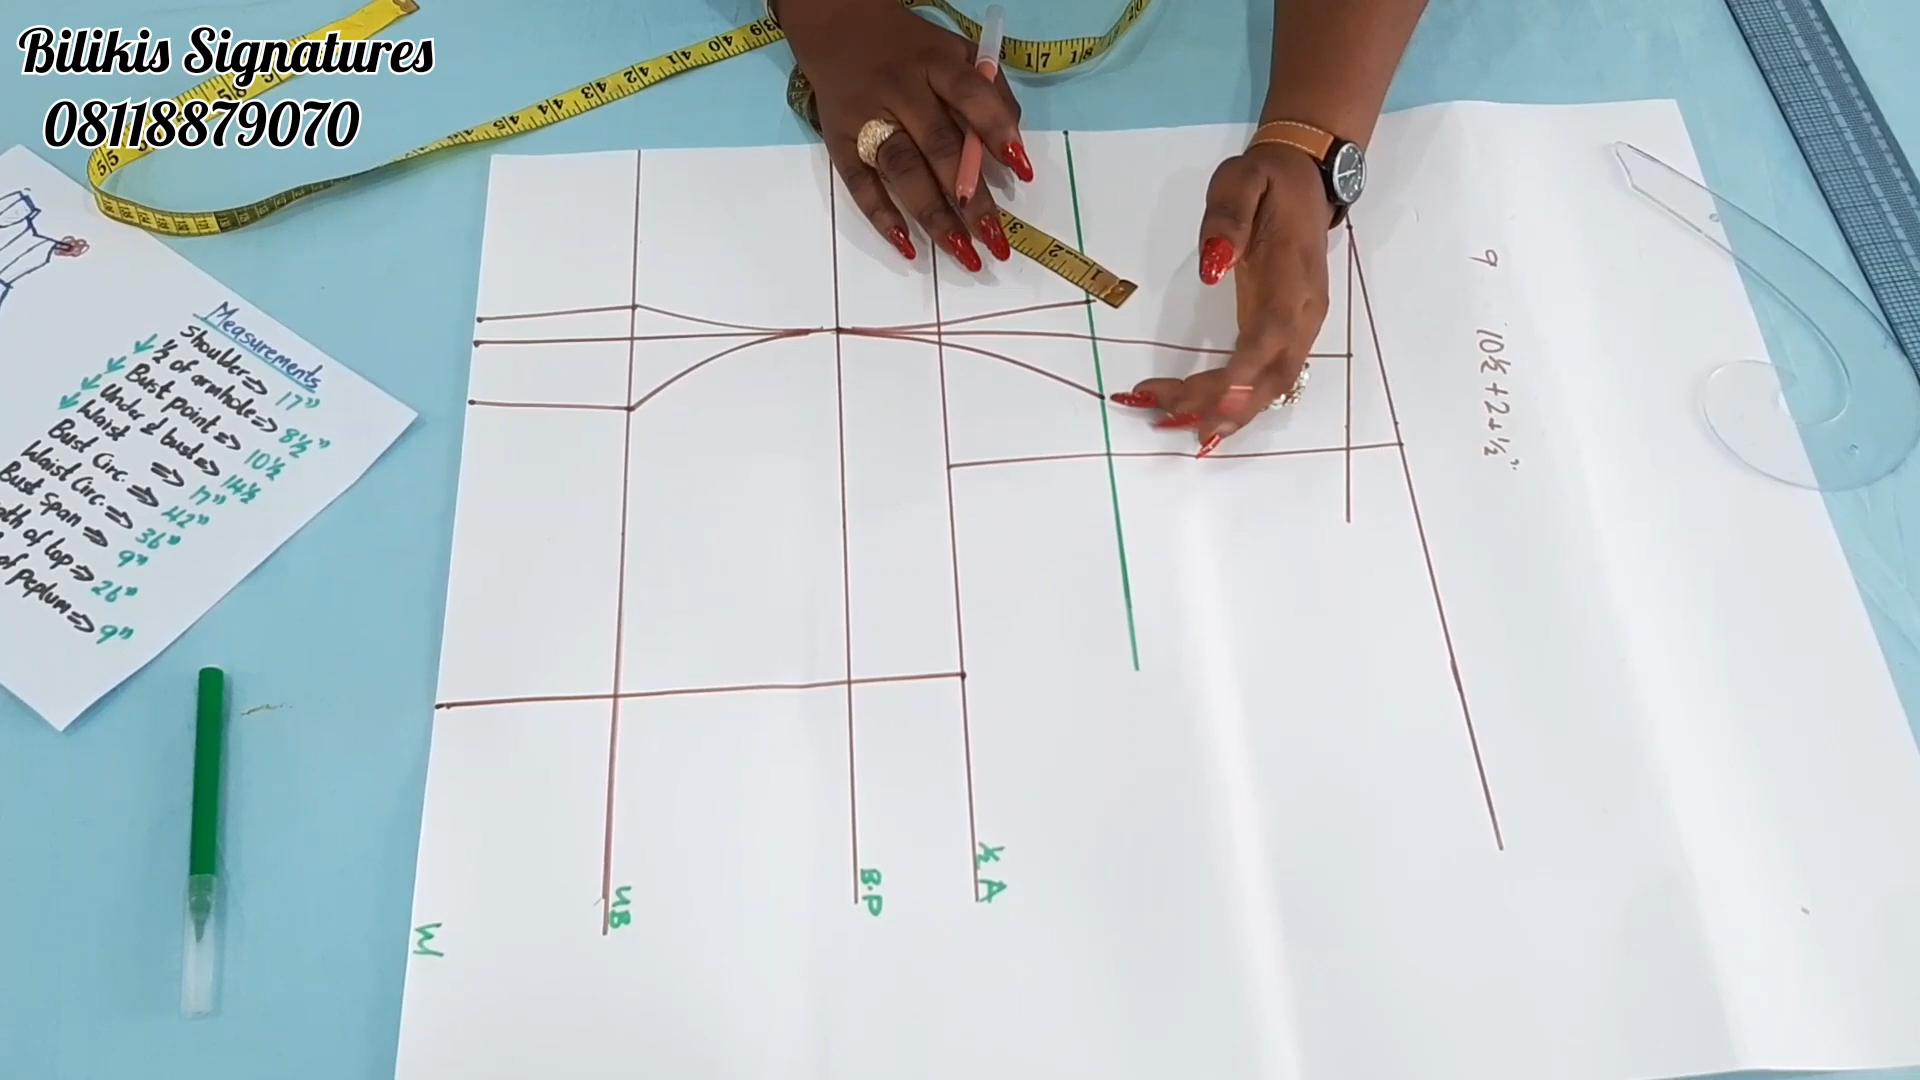 Bilikis Signatures
08118879070
Measurements
Shoulder => 17"
½ of armhole => 8½"
Bust point => 10½
Under bust => 14½
Waist => 17"
Bust Circ. => 42"
Waist Circ. => 36"
Bust Span => 9"
of top => 26"
of Peplum => 9"
9 10½ + 2 + ½"
½ A
B.P
UB
W